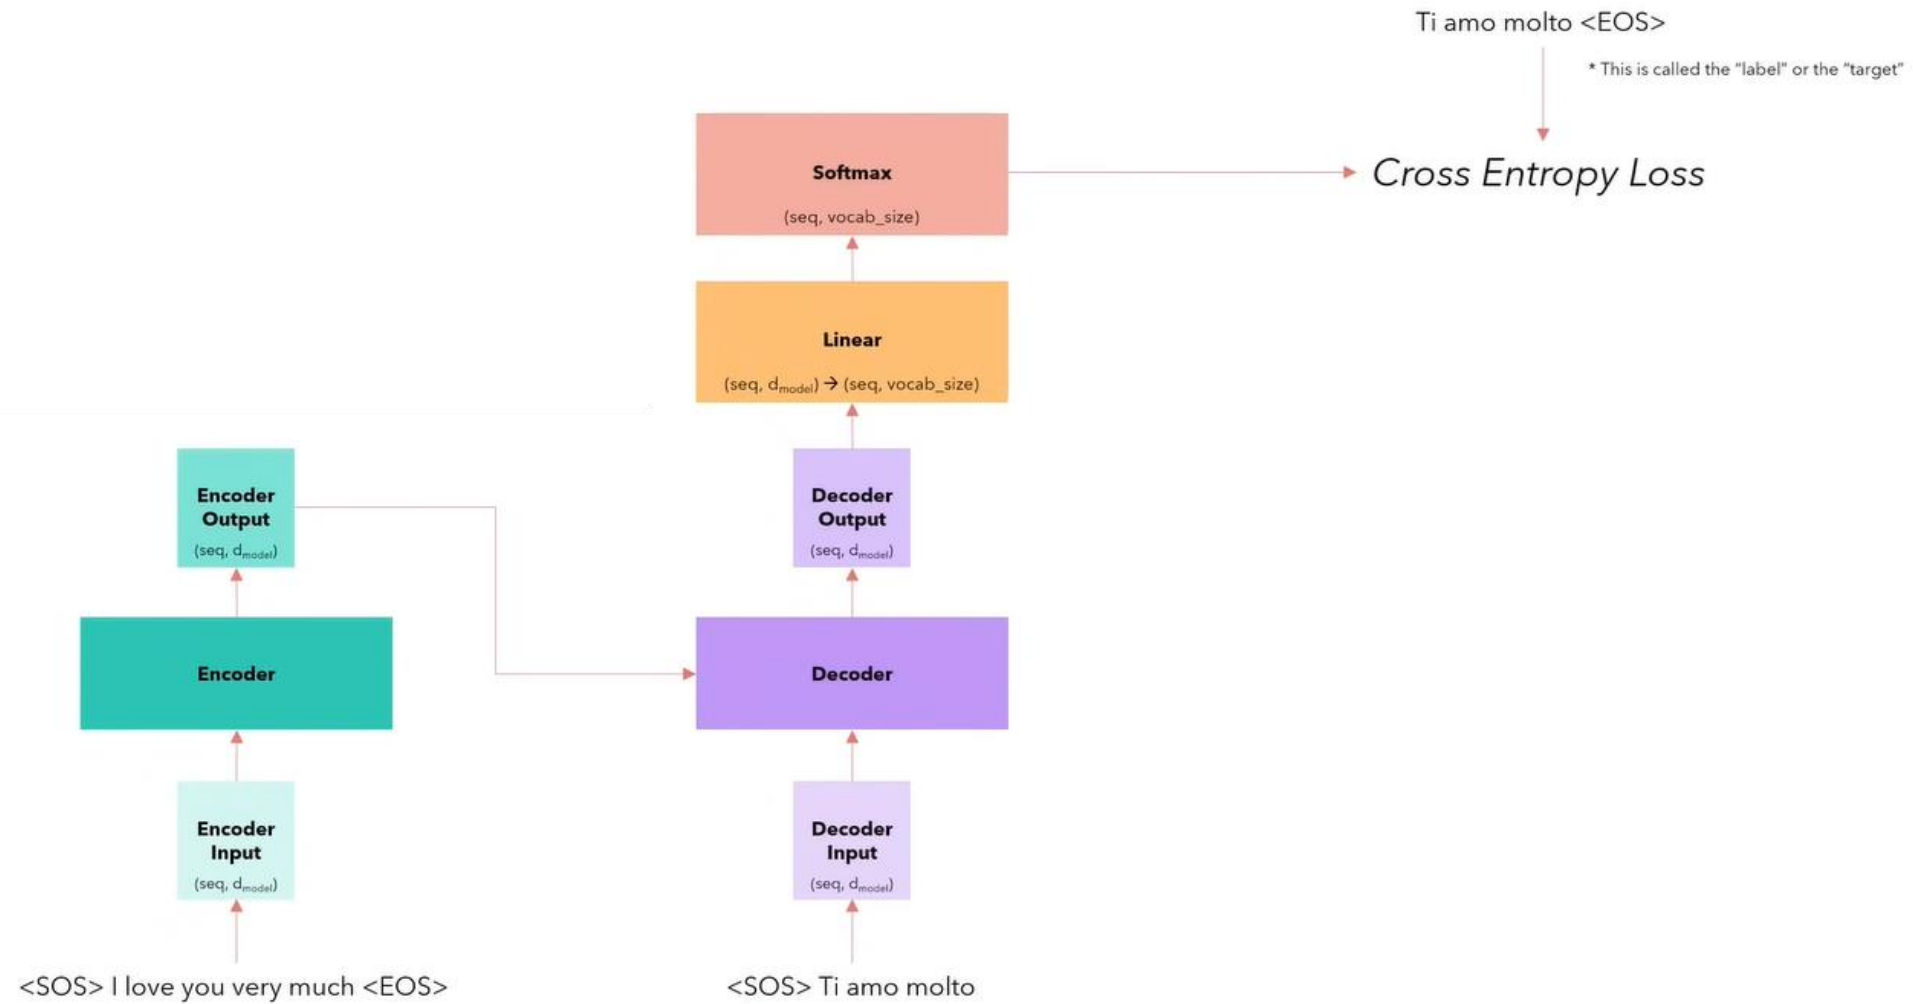 Ti amo molto <EOS>
* This is called the “label” or the “target”
Softmax
(seq, vocab_size)
Cross Entropy Loss
Linear
(seq, dmodel) → (seq, vocab_size)
Encoder
Output
(seq, dmodel)
Decoder
Output
(seq, dmodel)
Encoder
Decoder
Encoder
Input
(seq, dmodel)
Decoder
Input
(seq, dmodel)
<SOS> I love you very much <EOS>
<SOS> Ti amo molto